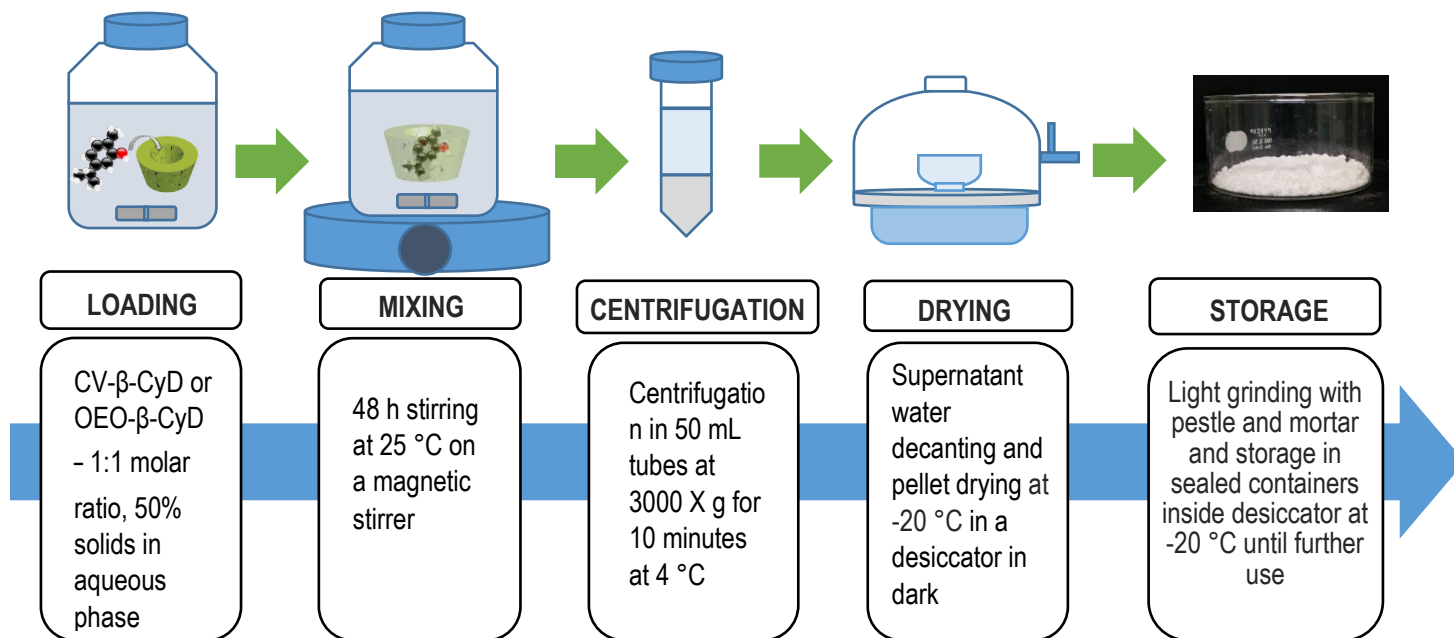 LOADING
CV-β-CyD or
OEO-β-CyD
– 1:1 molar
ratio, 50%
solids in
aqueous
phase
MIXING
48 h stirring
at 25 °C on
a magnetic
stirrer
CENTRIFUGATION
Centrifugatio
n in 50 mL
tubes at
3000 X g for
10 minutes
at 4 °C
DRYING
Supernatant
water
decanting and
pellet drying at
-20 °C in a
desiccator in
dark
STORAGE
Light grinding with
pestle and mortar
and storage in
sealed containers
inside desiccator at
-20 °C until further
use